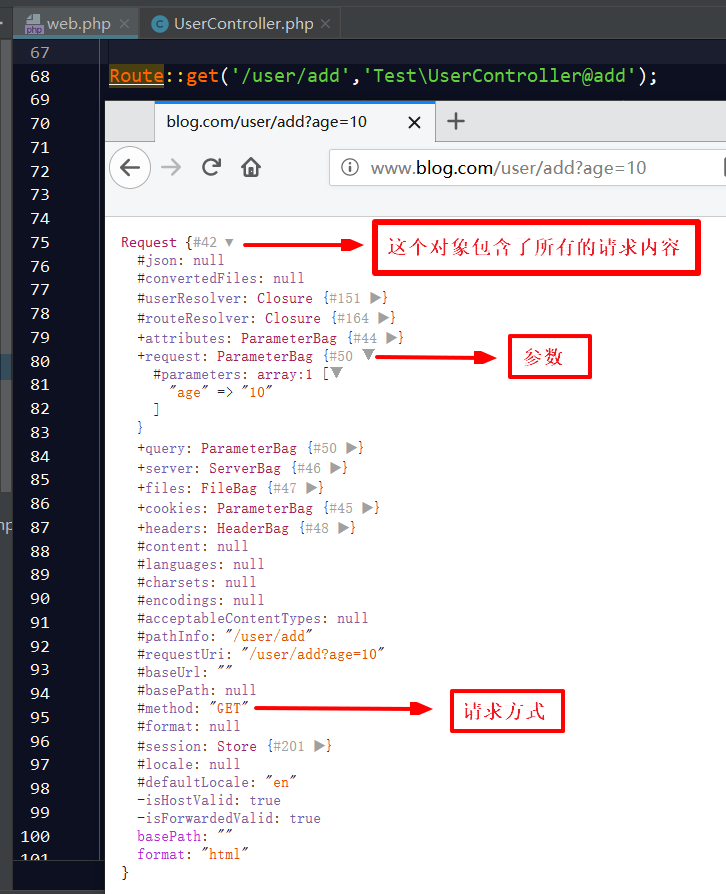 web.php
UserController.php
67
68 Route::get('/user/add','Test\UserController@add');
69
70
71
72
73
74
75
76
77
78
79
80
81
82
83
84
85
86
87
88
89
90
91
92
93
94
95
96
97
98
99
100
101
blog.com/user/add?age=10
www.blog.com/user/add?age=10
Request {#42 ▼
这个对象包含了所有的请求内容
#json: null
#convertedFiles: null
#userResolver: Closure {#151 ▶}
#routeResolver: Closure {#164 ▶}
+attributes: ParameterBag {#44 ▶}
+request: ParameterBag {#50 ▼
参数
#parameters: array:1 [▼
"age" => "10"
]
}
+query: ParameterBag {#50 ▶}
+server: ServerBag {#46 ▶}
+files: FileBag {#47 ▶}
+cookies: ParameterBag {#45 ▶}
+headers: HeaderBag {#48 ▶}
#content: null
#languages: null
#charsets: null
#encodings: null
#acceptableContentTypes: null
#pathInfo: "/user/add"
#requestUri: "/user/add?age=10"
#baseUrl: ""
#basePath: null
#method: "GET"
请求方式
#format: null
#session: Store {#201 ▶}
#locale: null
#defaultLocale: "en"
-isHostValid: true
-isForwardedValid: true
basePath: ""
format: "html"
}